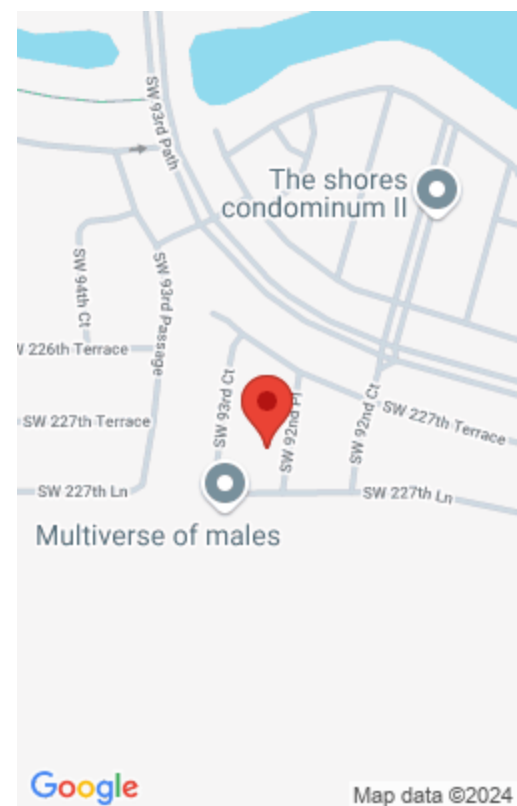 SW 93rd Path
The shores
condominum II
SW 94th Ct
SW 93rd Passage
W 226th Terrace
SW 227th Terrace
SW 93rd Ct
SW 92nd Pl
SW 92nd Ct
SW 227th Terrace
SW 227th Ln
SW 227th Ln
Multiverse of males
Google
Map data ©2024